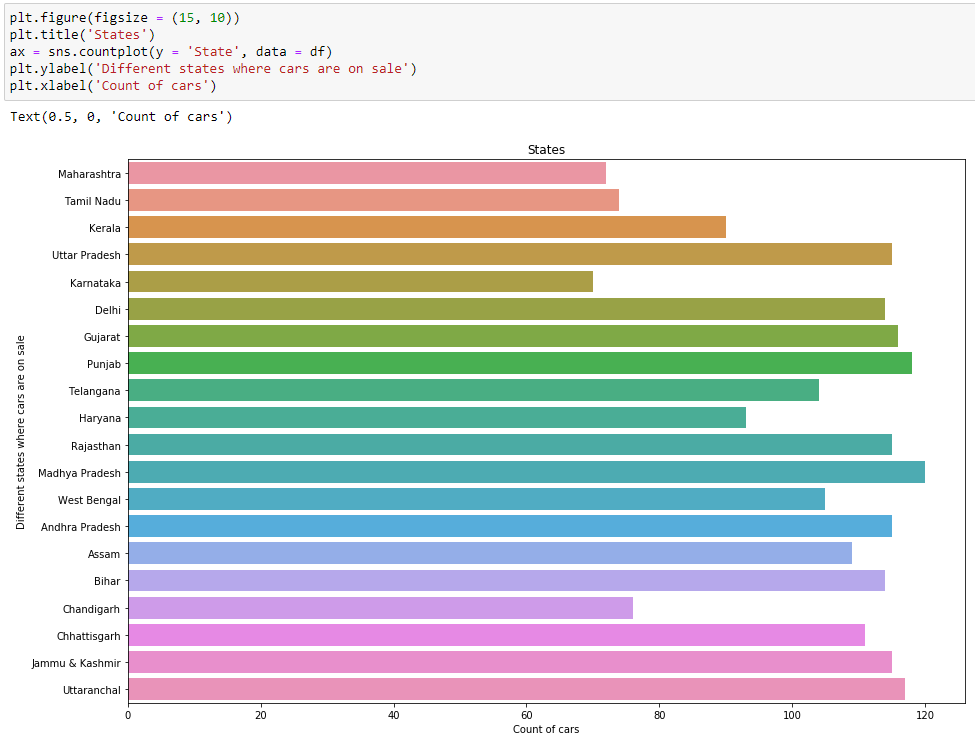 plt.figure(figsize = (15, 10))
plt.title('States')
ax = sns.countplot(y = 'State', data = df)
plt.ylabel('Different states where cars are on sale')
plt.xlabel('Count of cars')
Text(0.5, 0, 'Count of cars')
States
Different states where cars are on sale
Maharashtra
Tamil Nadu
Kerala
Uttar Pradesh
Karnataka
Delhi
Gujarat
Punjab
Telangana
Haryana
Rajasthan
Madhya Pradesh
West Bengal
Andhra Pradesh
Assam
Bihar
Chandigarh
Chhattisgarh
Jammu & Kashmir
Uttaranchal
0 20 40 60 80 100 120
Count of cars